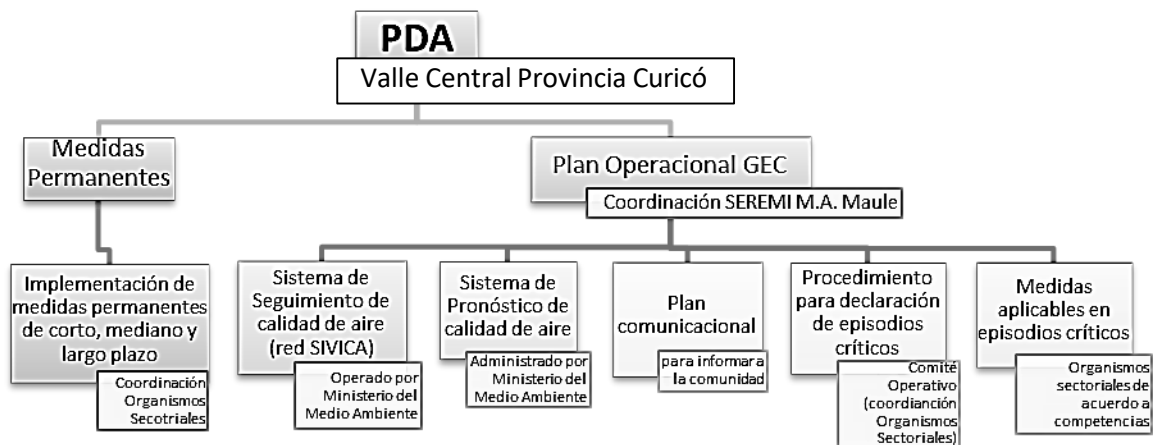 PDA
Valle Central Provincia Curicó
Medidas
Permanentes
Plan Operacional GEC
Coordinación SEREMI M.A. Maule
Implementación de
medidas permanentes
de corto, mediano y
largo plazo
Coordinación
Organismos
Secotriales
Sistema de
Seguimiento de
calidad de aire
(red SIVICA)
Operado por
Ministerio del
Medio Ambiente
Sistema de
Pronóstico de
calidad de aire
Administrado por
Ministerio del
Medio Ambiente
Plan
comunicacional
para informar a
la comunidad
Procedimiento
para declaración
de episodios
críticos
Comité
Operativo
(coordianción
Organismos
Sectoriales)
Medidas
aplicables en
episodios críticos
Organismos
sectoriales de
acuerdo a
competencias